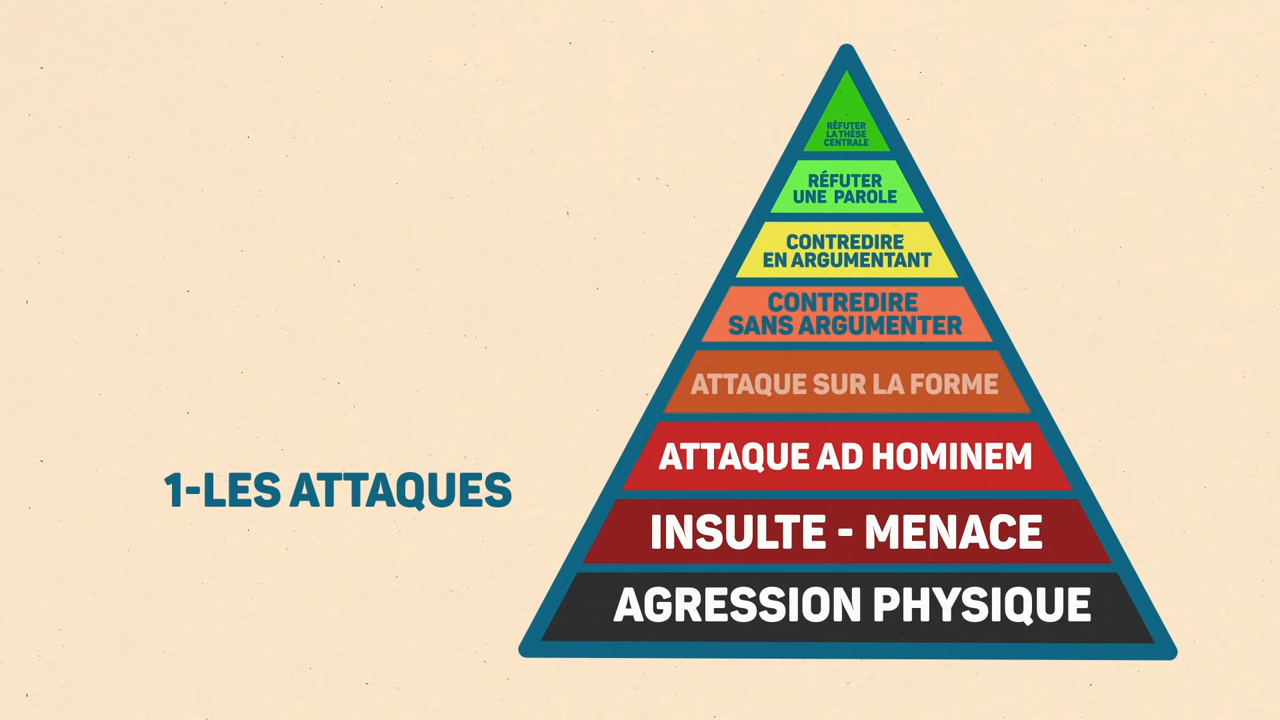 RÉFUTER
LA THÈSE
CENTRALE
RÉFUTER
UNE PAROLE
CONTREDIRE
EN ARGUMENTANT
CONTREDIRE
SANS ARGUMENTER
ATTAQUE SUR LA FORME
ATTAQUE AD HOMINEM
1-LES ATTAQUES
INSULTE - MENACE
AGRESSION PHYSIQUE